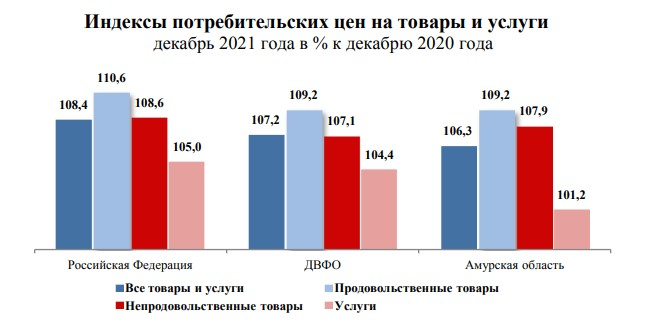 Индексы потребительских цен на товары и услуги
декабрь 2021 года в % к декабрю 2020 года
108,4 110,6 108,6 105,0
107,2 109,2 107,1 104,4
106,3 109,2 107,9 101,2
Российская Федерация ДВФО Амурская область
Все товары и услуги Продовольственные товары
Непродовольственные товары Услуги